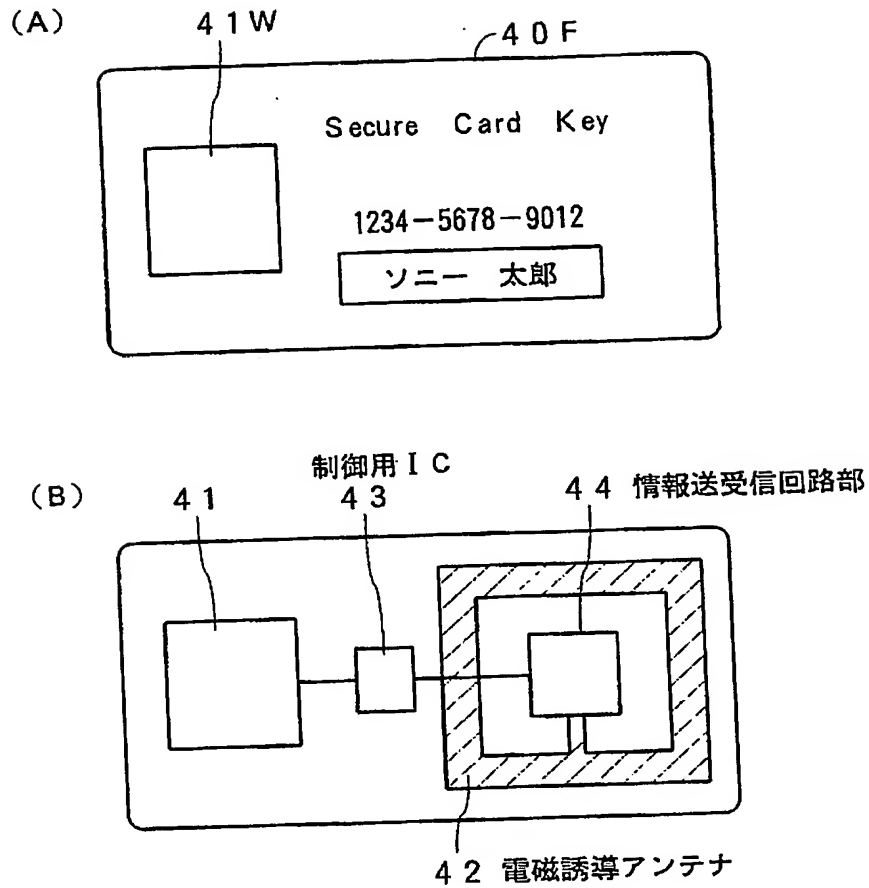 (A)
41W
40F
Secure Card Key
1234-5678-9012
ソニー 太郎
(B)
41
制御用IC
43
44 情報送受信回路部
42 電磁誘導アンテナ